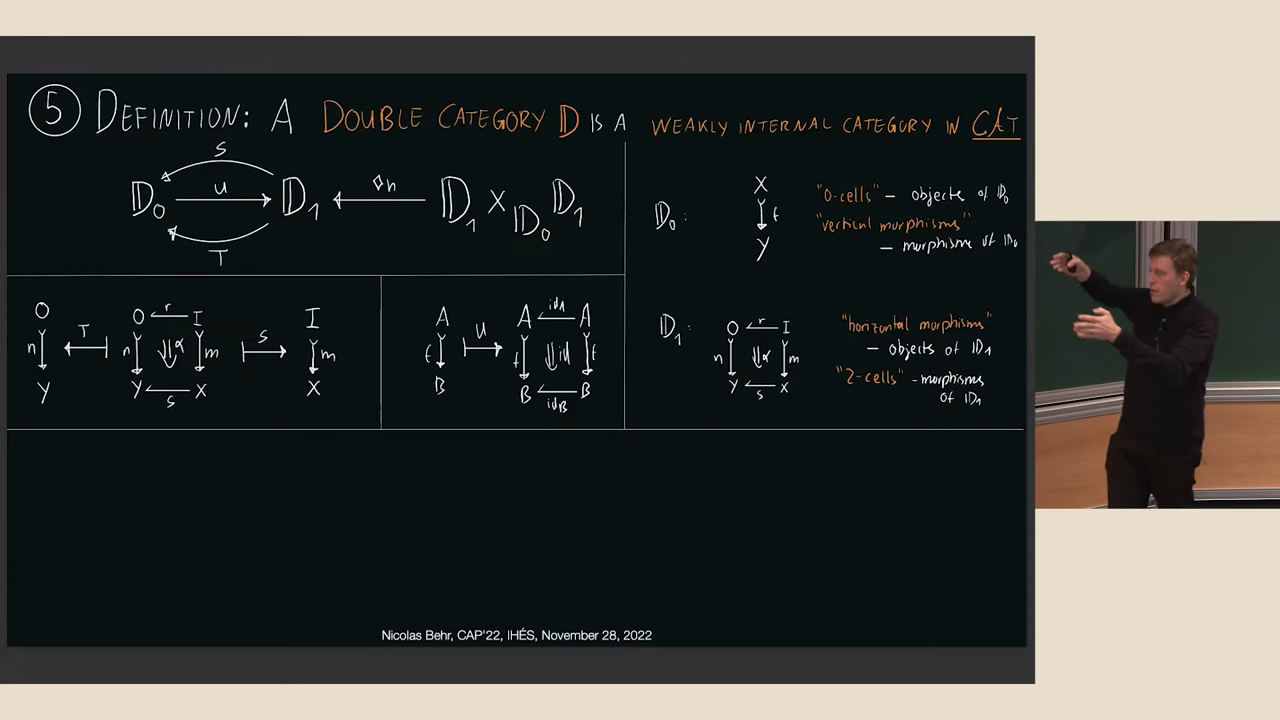 5 DEFINITION: A DOUBLE CATEGORY 𝔻 IS A WEAKLY INTERNAL CATEGORY IN CAT
S
𝔻₀ U 𝔻₁ ◊h 𝔻₁ × 𝔻₀ 𝔻₁
T
𝔻₀: X
t
Y
"0-cells" — objects of 𝔻₀
"vertical morphisms"
— morphisms of 𝔻₀
O T O r I S I
n n α m m
Y Y s X X
A U A id_A A
t t id t
B B id_B B
𝔻₁: O r I
n α m
Y s X
"horizontal morphisms"
— objects of 𝔻₁
"2-cells" - morphisms
of 𝔻₁
Nicolas Behr, CAP'22, IHÉS, November 28, 2022